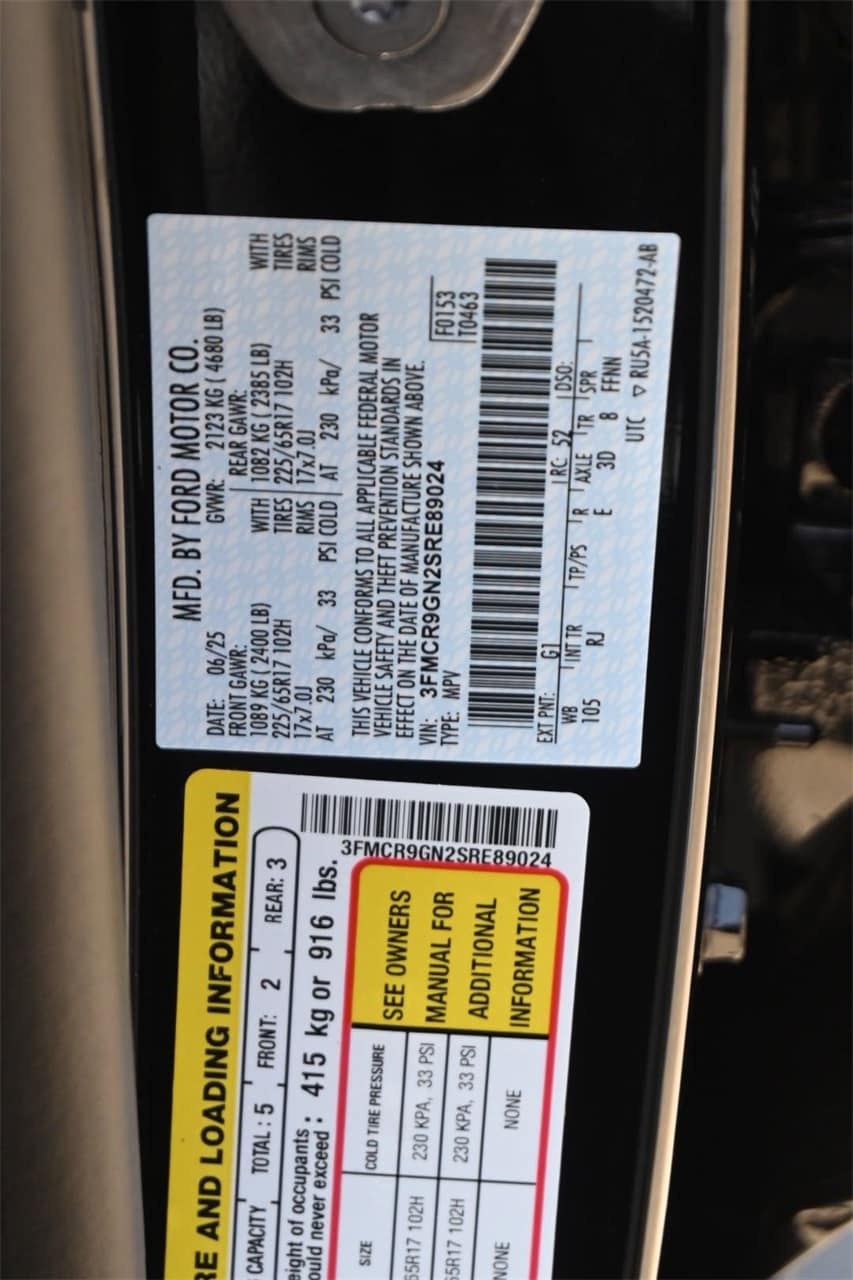 MFD. BY FORD MOTOR CO.
DATE: 06/25 GVWR: 2123 KG ( 4680 LB)
FRONT GAWR: REAR GAWR:
1089 KG ( 2400 LB) WITH 1082 KG ( 2385 LB) WITH
225/65R17 102H TIRES 225/65R17 102H TIRES
17x7.0J RIMS 17x7.0J RIMS
AT 230 kPa/ 33 PSI COLD AT 230 kPa/ 33 PSI COLD
THIS VEHICLE CONFORMS TO ALL APPLICABLE FEDERAL MOTOR
VEHICLE SAFETY AND THEFT PREVENTION STANDARDS IN
EFFECT ON THE DATE OF MANUFACTURE SHOWN ABOVE.
VIN: 3FMCR9GN2SRE89024 F0153
TYPE: MPV T0463
EXT PNT: G1 RC: 52 DSO:
WB INT TR TP/PS R AXLE TR SPR
105 RJ E 3D 8 FFNN
UTC ▽ RU5A-1520472-AB
RE AND LOADING INFORMATION
CAPACITY TOTAL : 5 FRONT: 2 REAR: 3
eight of occupants
ould never exceed : 415 kg or 916 lbs.
3FMCR9GN2SRE89024
SIZE COLD TIRE PRESSURE
65R17 102H 230 KPA, 33 PSI
65R17 102H 230 KPA, 33 PSI
NONE NONE
SEE OWNERS
MANUAL FOR
ADDITIONAL
INFORMATION